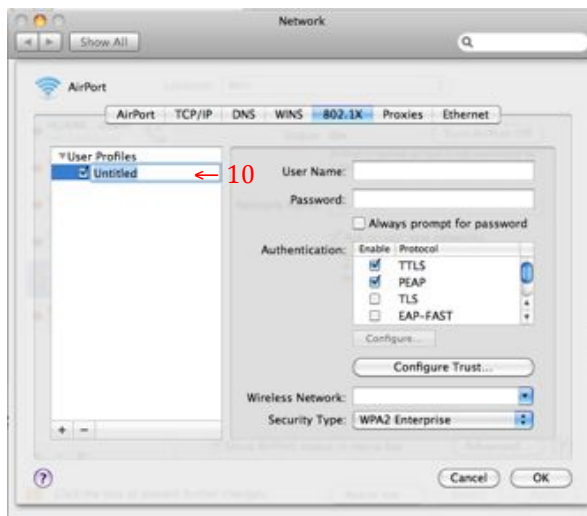 Network
Show All
AirPort
AirPort TCP/IP DNS WINS 802.1X Proxies Ethernet
User Profiles
Untitled ← 10
User Name:
Password:
Always prompt for password
Authentication: Enable Protocol
TTLS
PEAP
TLS
EAP-FAST
Configure...
Configure Trust...
Wireless Network:
Security Type: WPA2 Enterprise
+ −
? Cancel OK